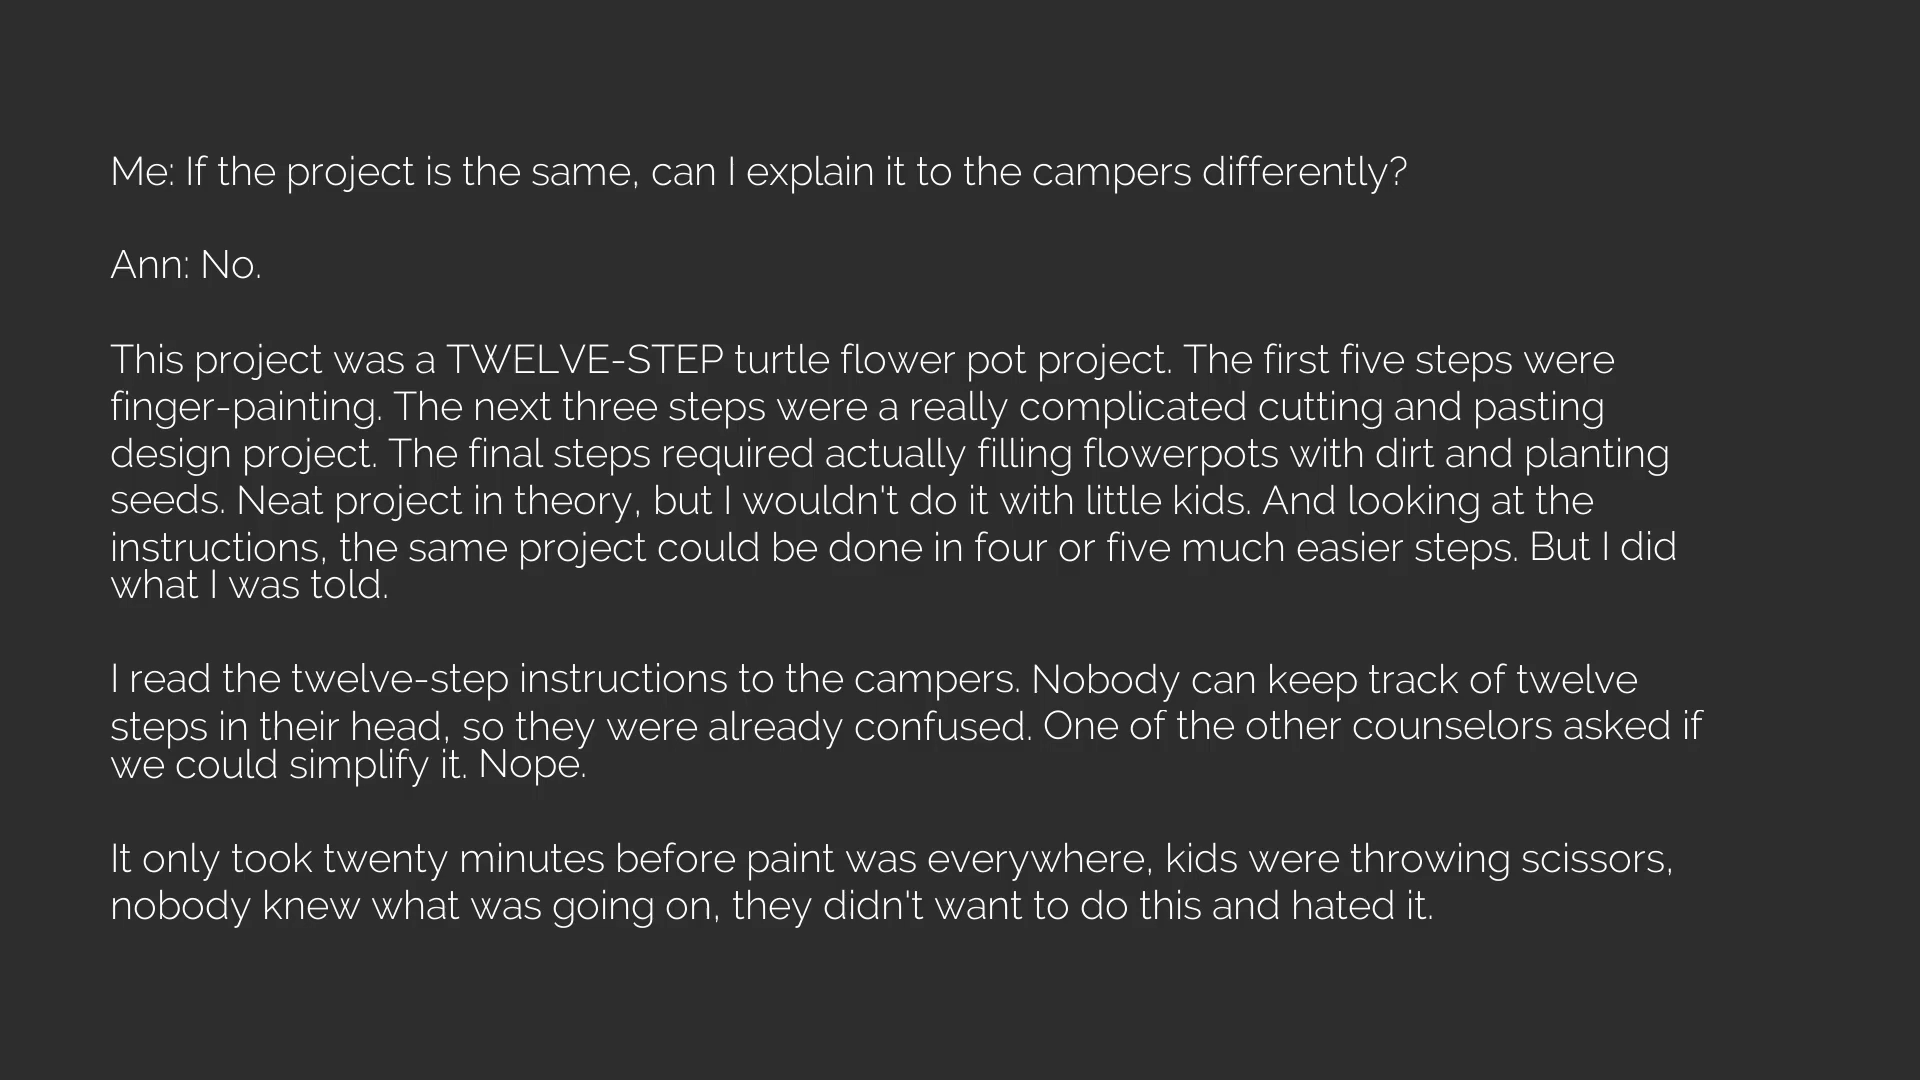 Me: If the project is the same, can I explain it to the campers differently?
Ann: No.
This project was a TWELVE-STEP turtle flower pot project. The first five steps were
finger-painting. The next three steps were a really complicated cutting and pasting
design project. The final steps required actually filling flowerpots with dirt and planting
seeds. Neat project in theory, but I wouldn't do it with little kids. And looking at the
instructions, the same project could be done in four or five much easier steps. But I did
what I was told.
I read the twelve-step instructions to the campers. Nobody can keep track of twelve
steps in their head, so they were already confused. One of the other counselors asked if
we could simplify it. Nope.
It only took twenty minutes before paint was everywhere, kids were throwing scissors,
nobody knew what was going on, they didn't want to do this and hated it.